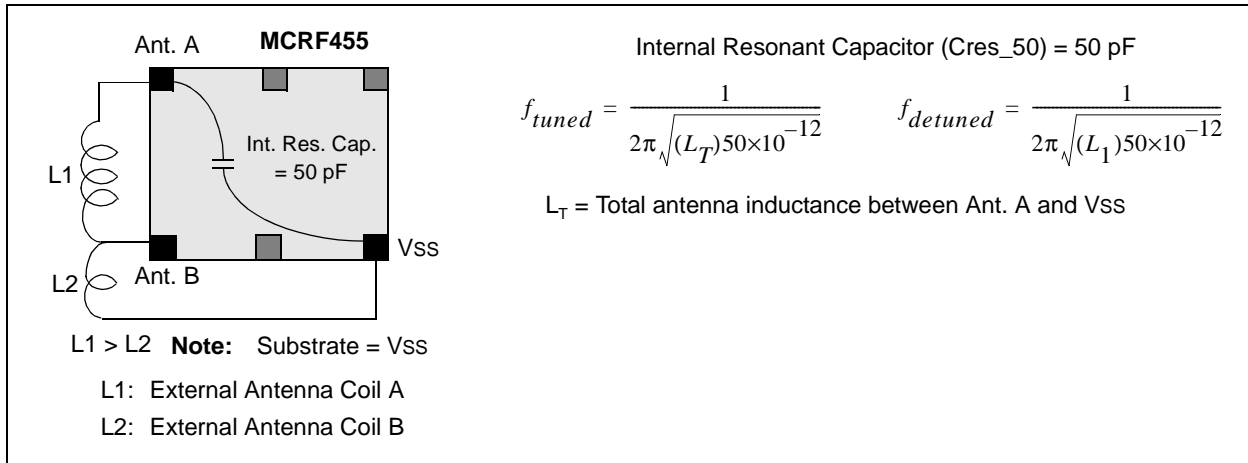 Ant. A
MCRF455
Int. Res. Cap.
= 50 pF
L1
VSS
Ant. B
L2
L1 > L2 Note: Substrate = VSS
L1: External Antenna Coil A
L2: External Antenna Coil B
Internal Resonant Capacitor (Cres_50) = 50 pF
f_tuned = 1 / (2π√((L_T)50×10^−12))
f_detuned = 1 / (2π√((L_1)50×10^−12))
L_T = Total antenna inductance between Ant. A and VSS